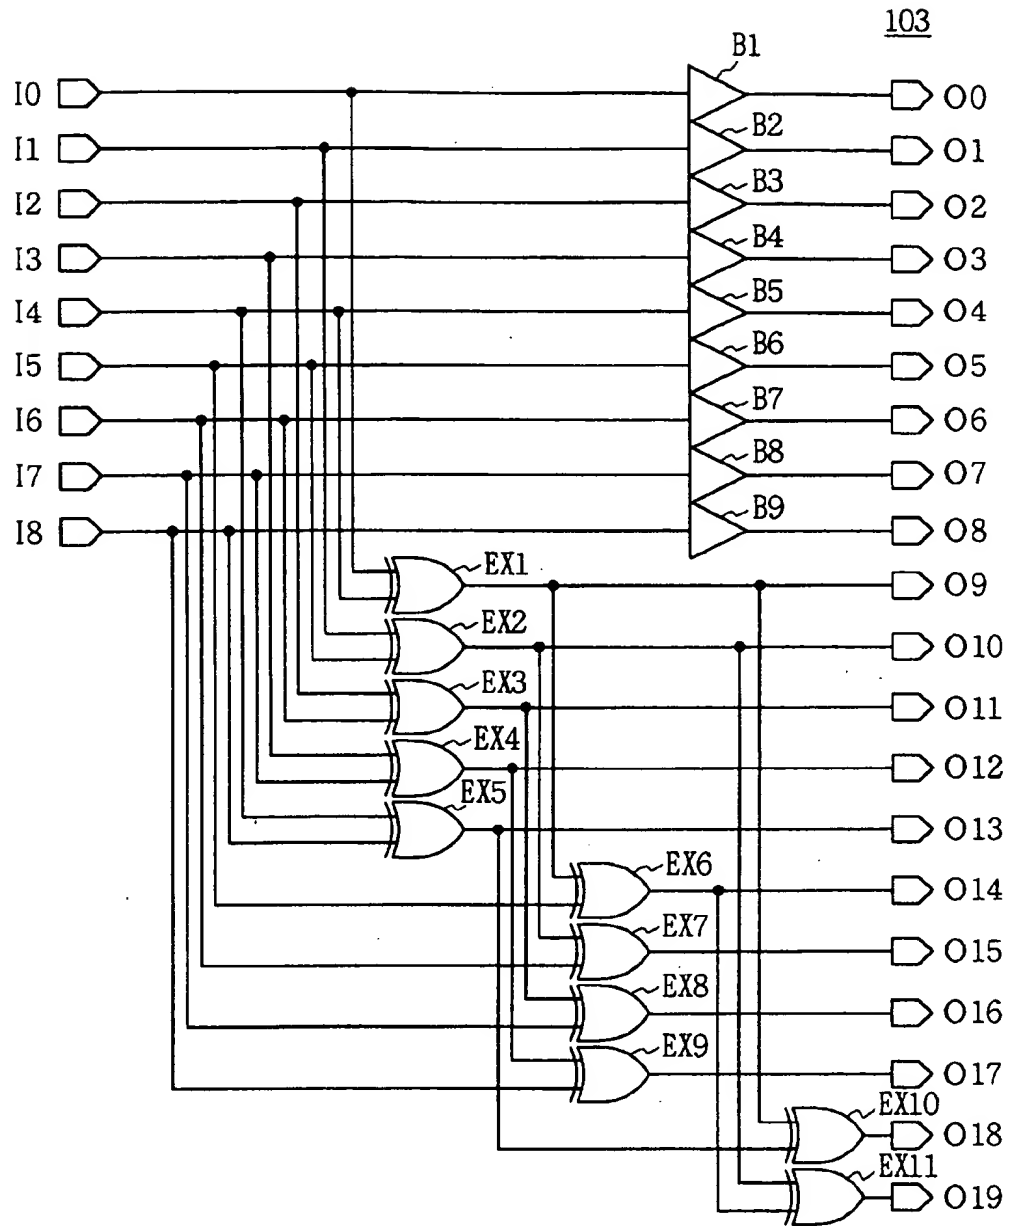 103
B1
I0 O0
B2
I1 O1
B3
I2 O2
B4
I3 O3
B5
I4 O4
B6
I5 O5
B7
I6 O6
B8
I7 O7
B9
I8 O8
EX1 O9
EX2 O10
EX3 O11
EX4 O12
EX5 O13
EX6 O14
EX7 O15
EX8 O16
EX9 O17
EX10 O18
EX11 O19